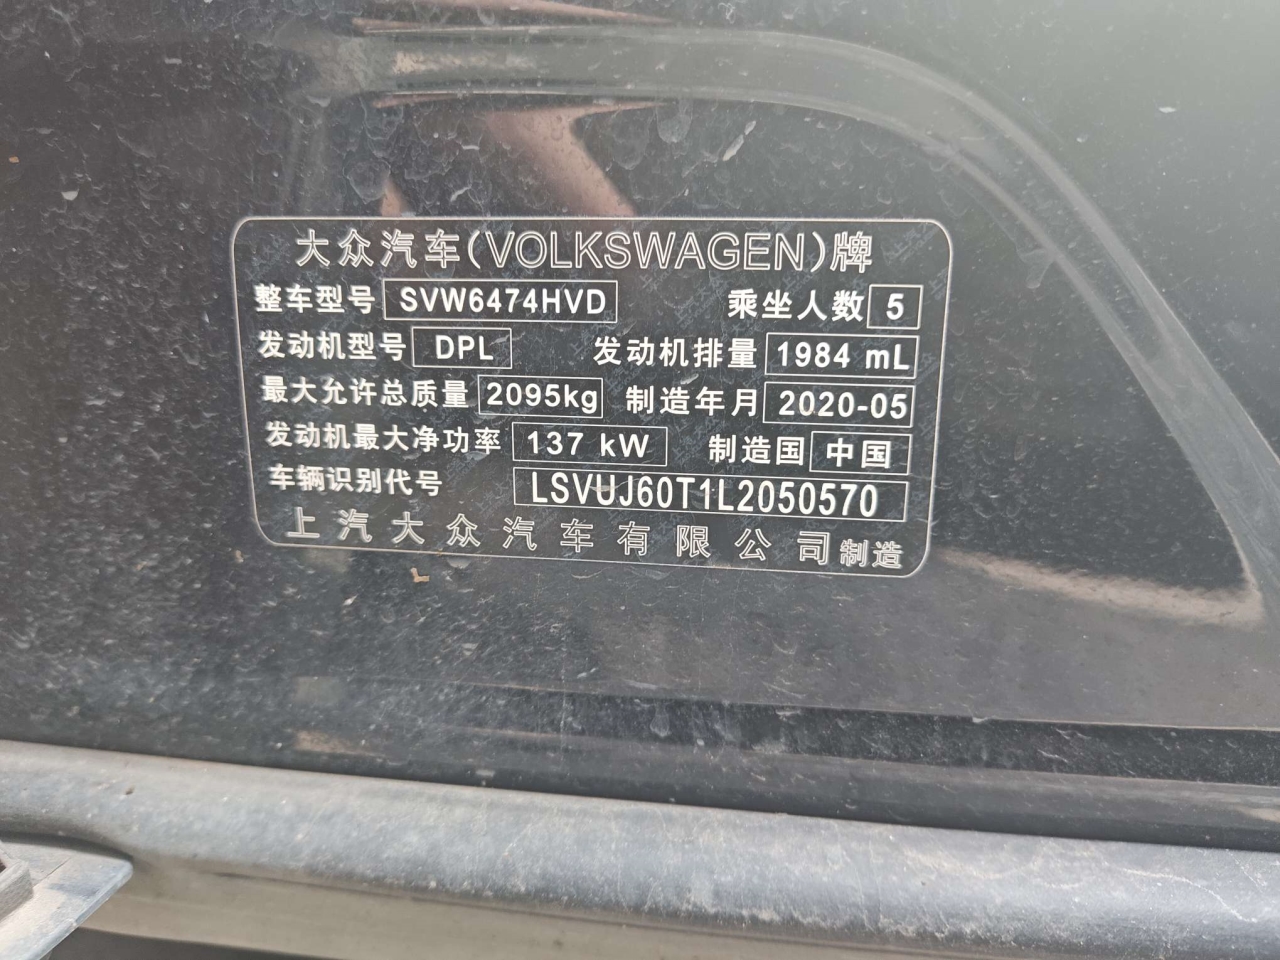 大众汽车(VOLKSWAGEN)牌
整车型号 SVW6474HVD 乘坐人数 5
发动机型号 DPL 发动机排量 1984 mL
最大允许总质量 2095kg 制造年月 2020-05
发动机最大净功率 137 kW 制造国 中国
车辆识别代号 LSVUJ60T1L2050570
上汽大众汽车有限公司制造